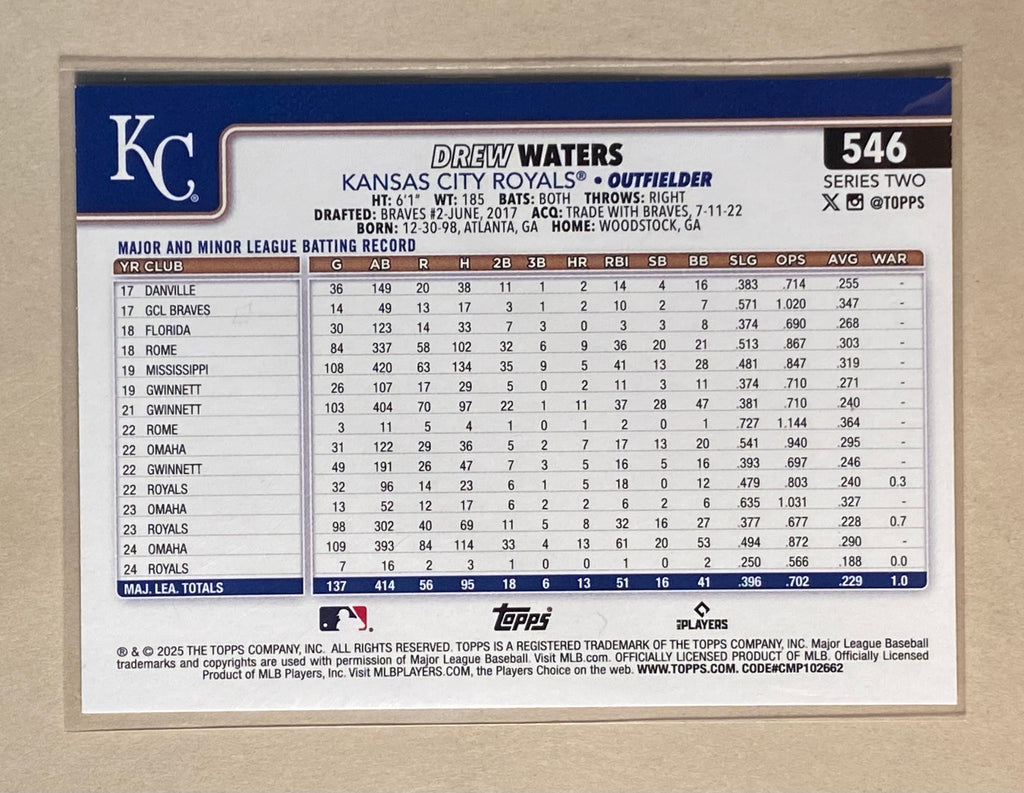 KC
DREW WATERS
546
KANSAS CITY ROYALS® • OUTFIELDER
SERIES TWO
HT: 6'1" WT: 185 BATS: BOTH THROWS: RIGHT
X @TOPPS
DRAFTED: BRAVES #2-JUNE, 2017 ACQ: TRADE WITH BRAVES, 7-11-22
BORN: 12-30-98, ATLANTA, GA HOME: WOODSTOCK, GA
MAJOR AND MINOR LEAGUE BATTING RECORD
YR CLUB G AB R H 2B 3B HR RBI SB BB SLG OPS AVG WAR
17 DANVILLE 36 149 20 38 11 1 2 14 4 16 .383 .714 .255 -
17 GCL BRAVES 14 49 13 17 3 1 2 10 2 7 .571 1.020 .347 -
18 FLORIDA 30 123 14 33 7 3 0 3 3 8 .374 .690 .268 -
18 ROME 84 337 58 102 32 6 9 36 20 21 .513 .867 .303 -
19 MISSISSIPPI 108 420 63 134 35 9 5 41 13 28 .481 .847 .319 -
19 GWINNETT 26 107 17 29 5 0 2 11 3 11 .374 .710 .271 -
21 GWINNETT 103 404 70 97 22 1 11 37 28 47 .381 .710 .240 -
22 ROME 3 11 5 4 1 0 1 2 0 1 .727 1.144 .364 -
22 OMAHA 31 122 29 36 5 2 7 17 13 20 .541 .940 .295 -
22 GWINNETT 49 191 26 47 7 3 5 16 5 16 .393 .697 .246 -
22 ROYALS 32 96 14 23 6 1 5 18 0 12 .479 .803 .240 0.3
23 OMAHA 13 52 12 17 6 2 2 6 2 6 .635 1.031 .327 -
23 ROYALS 98 302 40 69 11 5 8 32 16 27 .377 .677 .228 0.7
24 OMAHA 109 393 84 114 33 4 13 61 20 53 .494 .872 .290 -
24 ROYALS 7 16 2 3 1 0 0 1 0 2 .250 .566 .188 0.0
MAJ. LEA. TOTALS 137 414 56 95 18 6 13 51 16 41 .396 .702 .229 1.0
Topps PLAYERS
® & © 2025 THE TOPPS COMPANY, INC. ALL RIGHTS RESERVED. TOPPS IS A REGISTERED TRADEMARK OF THE TOPPS COMPANY, INC. Major League Baseball
trademarks and copyrights are used with permission of Major League Baseball. Visit MLB.com. OFFICIALLY LICENSED PRODUCT OF MLB. Officially Licensed
Product of MLB Players, Inc. Visit MLBPLAYERS.COM, the Players Choice on the web. WWW.TOPPS.COM. CODE#CMP102662